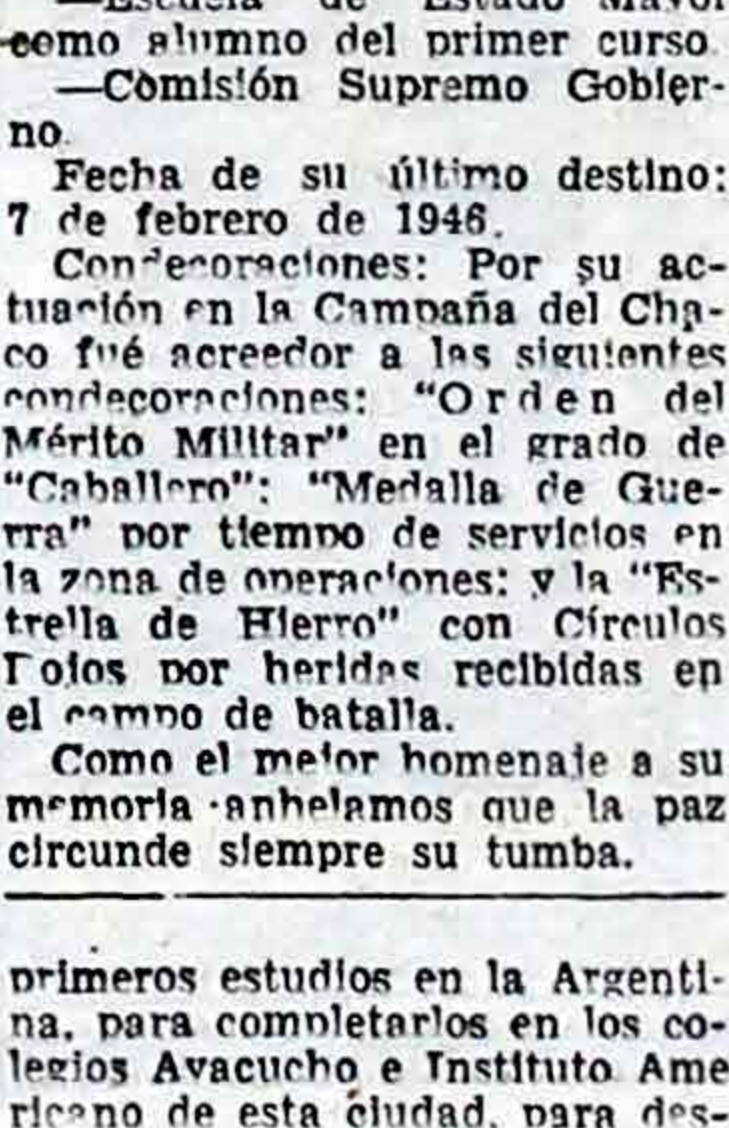 —Escuela de Estado Mayor
como alumno del primer curso.
—Comisión Supremo Gobier-
no.
Fecha de su último destino:
7 de febrero de 1946.
Condecoraciones: Por su ac-
tuación en la Campaña del Cha-
co fué acreedor a las siguientes
condecoraciones: "Orden del
Mérito Militar" en el grado de
"Caballero"; "Medalla de Gue-
rra" por tiempo de servicios en
la zona de operaciones; y la "Es-
trella de Hierro" con Círculos
Rojos por heridas recibidas en
el campo de batalla.
Como el mejor homenaje a su
memoria anhelamos que la paz
circunde siempre su tumba.
primeros estudios en la Argenti-
na, para completarlos en los co-
legios Ayacucho e Instituto Ame
ricano de esta ciudad, para des-